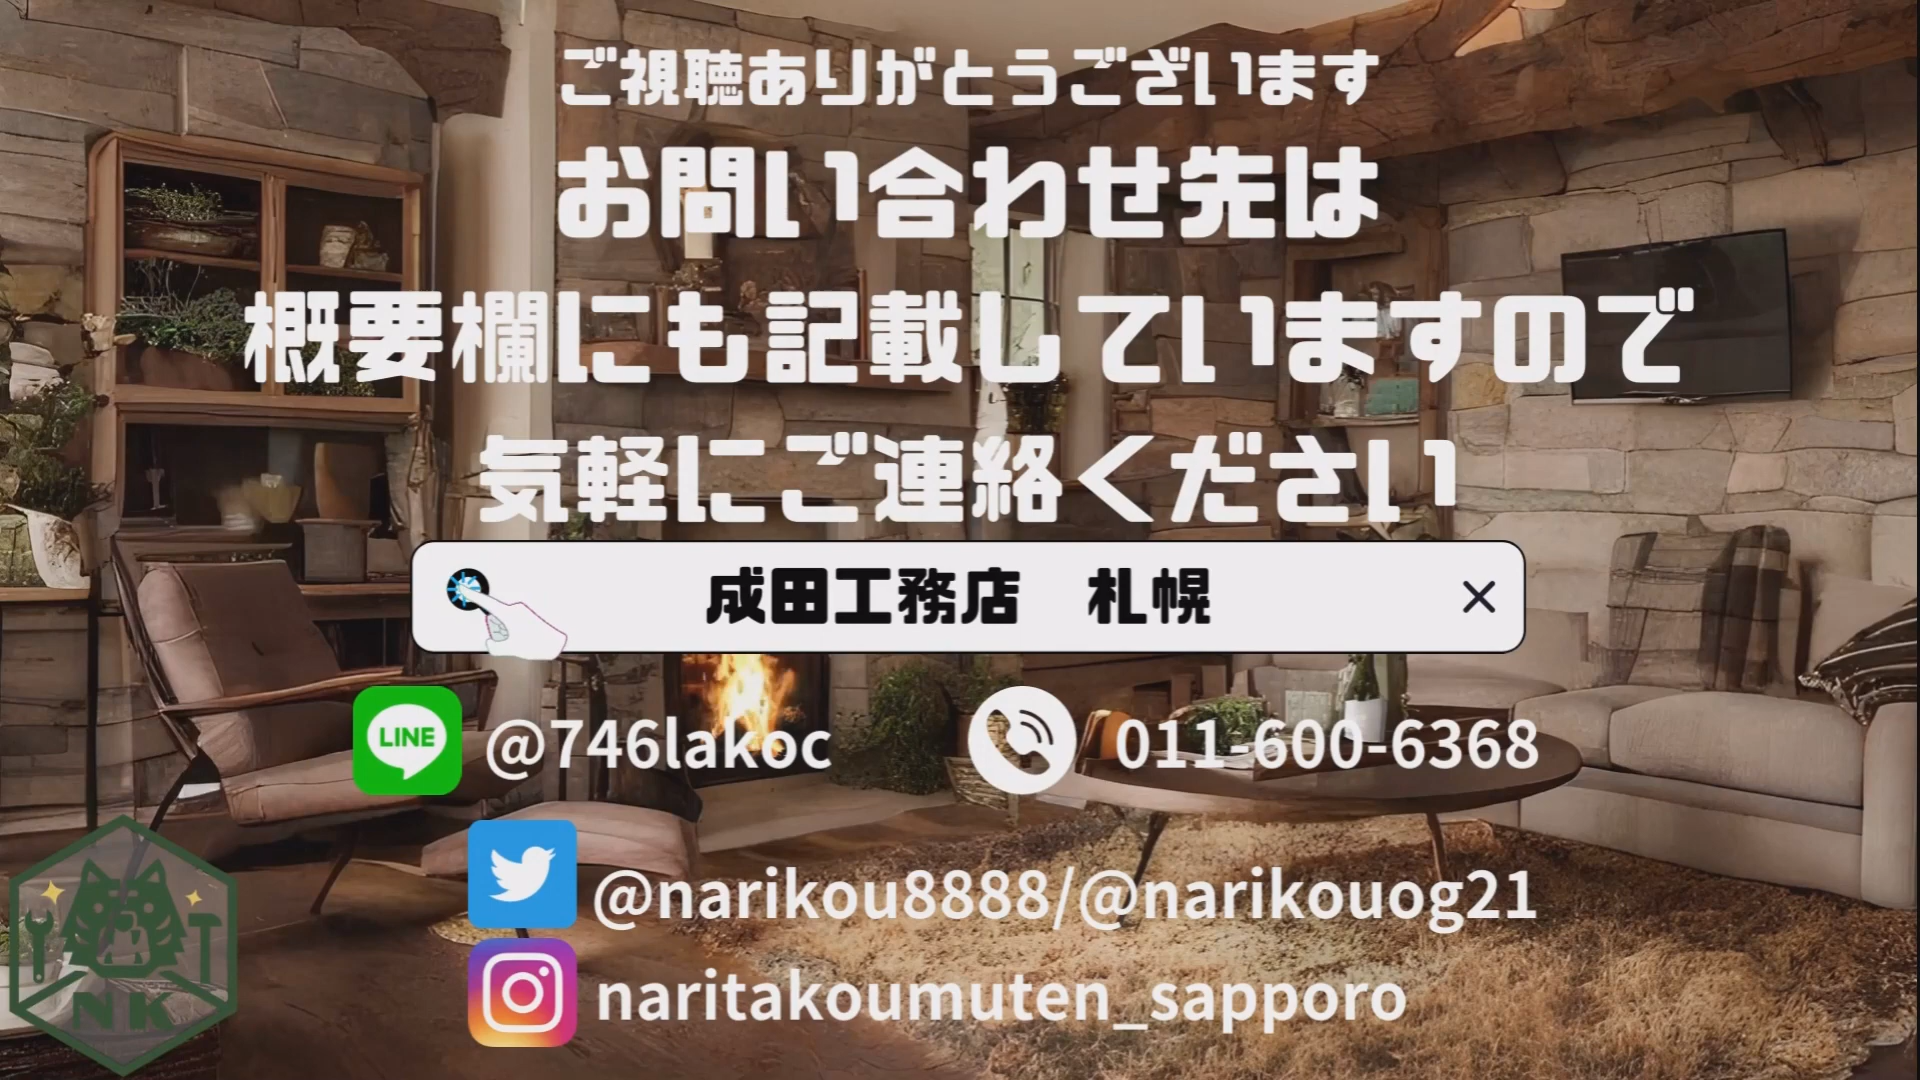 ご視聴ありがとうございます
お問い合わせ先は
概要欄にも記載していますので
気軽にご連絡ください
成田工務店　札幌
LINE @746lakoc
011-600-6368
@narikou8888/@narikouog21
naritakoumuten_sapporo
NK